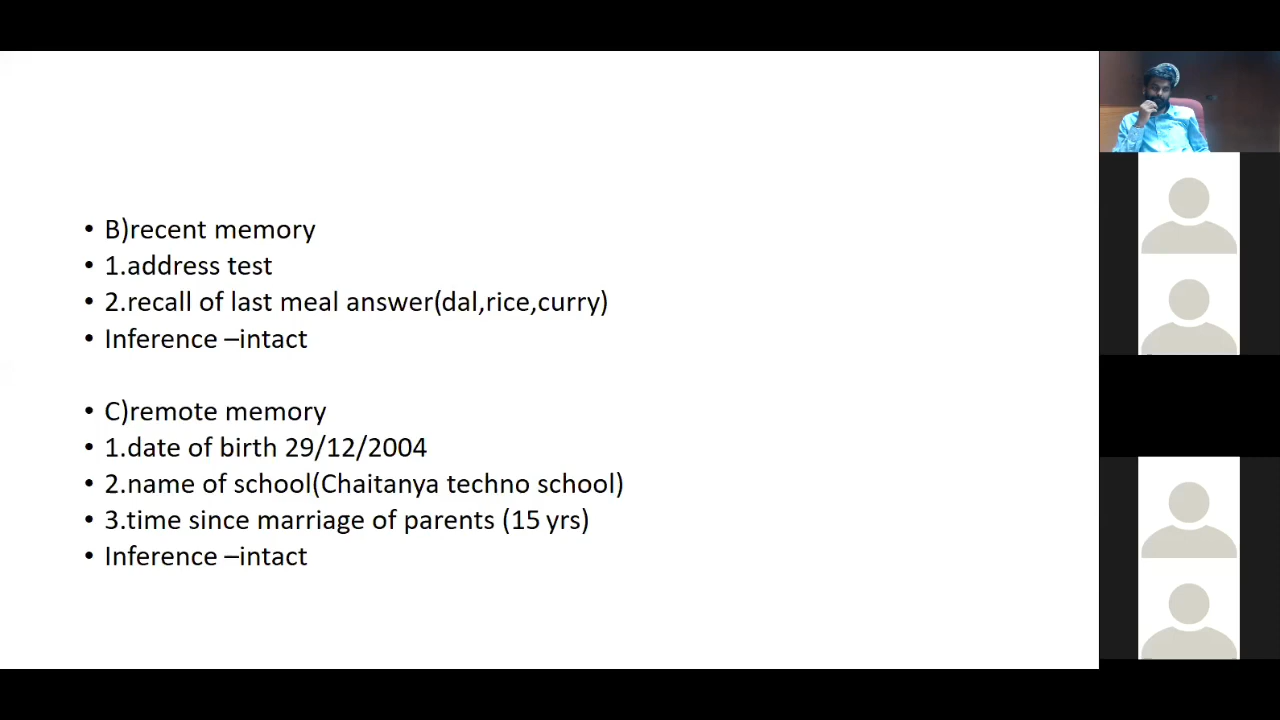 • B)recent memory
• 1.address test
• 2.recall of last meal answer(dal,rice,curry)
• Inference –intact
• C)remote memory
• 1.date of birth 29/12/2004
• 2.name of school(Chaitanya techno school)
• 3.time since marriage of parents (15 yrs)
• Inference –intact